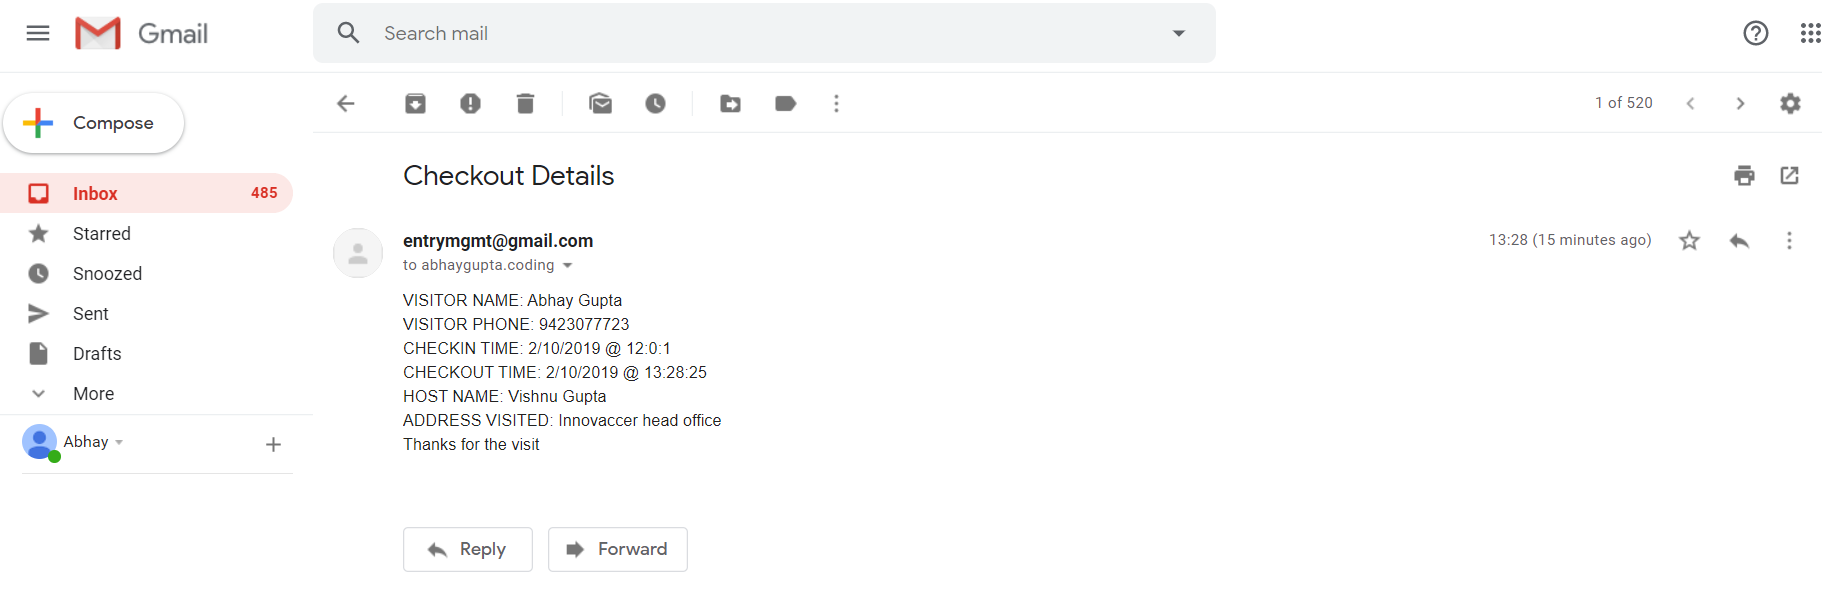 Gmail
Search mail
Compose
1 of 520
Inbox 485
Starred
Snoozed
Sent
Drafts
More
Abhay
Checkout Details
entrymgmt@gmail.com
13:28 (15 minutes ago)
to abhaygupta.coding
VISITOR NAME: Abhay Gupta
VISITOR PHONE: 9423077723
CHECKIN TIME: 2/10/2019 @ 12:0:1
CHECKOUT TIME: 2/10/2019 @ 13:28:25
HOST NAME: Vishnu Gupta
ADDRESS VISITED: Innovaccer head office
Thanks for the visit
Reply
Forward